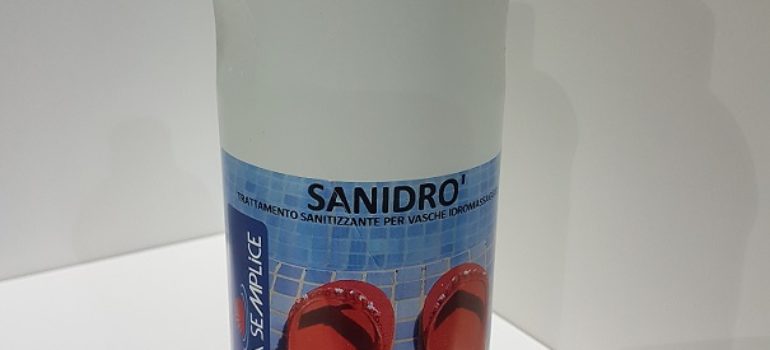 SANIDRO'
TRATTAMENTO SANITIZZANTE PER VASCHE IDROMASSAGGIO
SEMPLICE